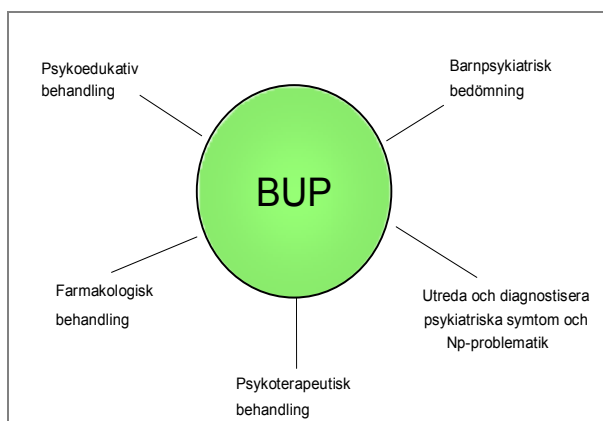 Psykoedukativ
behandling
Barnpsykiatrisk
bedömning
BUP
Farmakologisk
behandling
Utreda och diagnostisera
psykiatriska symtom och
Np-problematik
Psykoterapeutisk
behandling